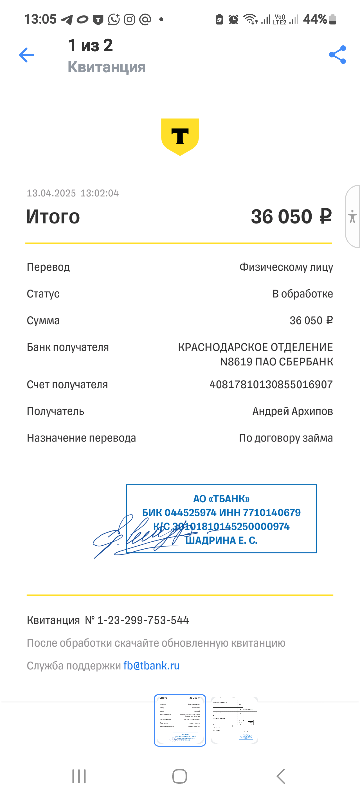 13:05 44%
1 из 2
Квитанция
Т
13.04.2025 13:02:04
Итого 36 050 ₽
Перевод Физическому лицу
Статус В обработке
Сумма 36 050 ₽
Банк получателя КРАСНОДАРСКОЕ ОТДЕЛЕНИЕ
N8619 ПАО СБЕРБАНК
Счет получателя 40817810130855016907
Получатель Андрей Архипов
Назначение перевода По договору займа
АО «ТБАНК»
БИК 044525974 ИНН 7710140679
К/С 30101810145250000974
ШАДРИНА Е. С.
Квитанция № 1-23-299-753-544
После обработки скачайте обновленную квитанцию
Служба поддержки fb@tbank.ru